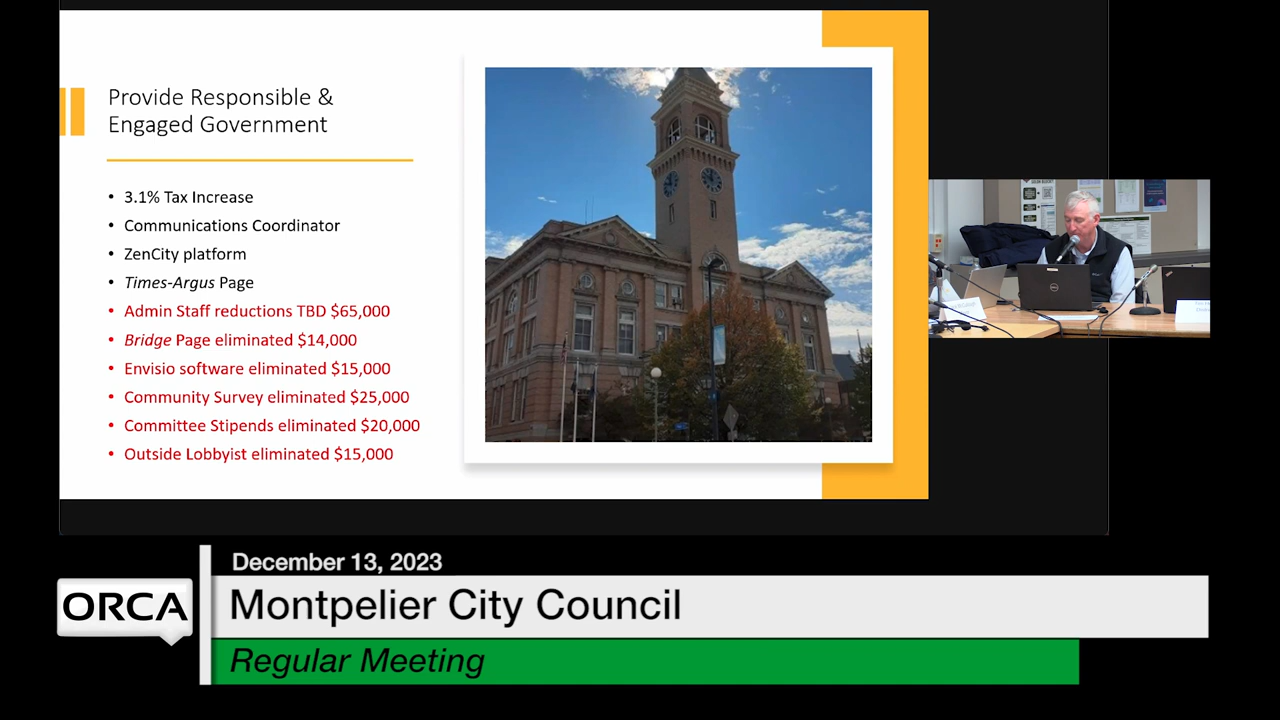 Provide Responsible &
Engaged Government
• 3.1% Tax Increase
• Communications Coordinator
• ZenCity platform
• Times-Argus Page
• Admin Staff reductions TBD $65,000
• Bridge Page eliminated $14,000
• Envisio software eliminated $15,000
• Community Survey eliminated $25,000
• Committee Stipends eliminated $20,000
• Outside Lobbyist eliminated $15,000
December 13, 2023
ORCA
Montpelier City Council
Regular Meeting